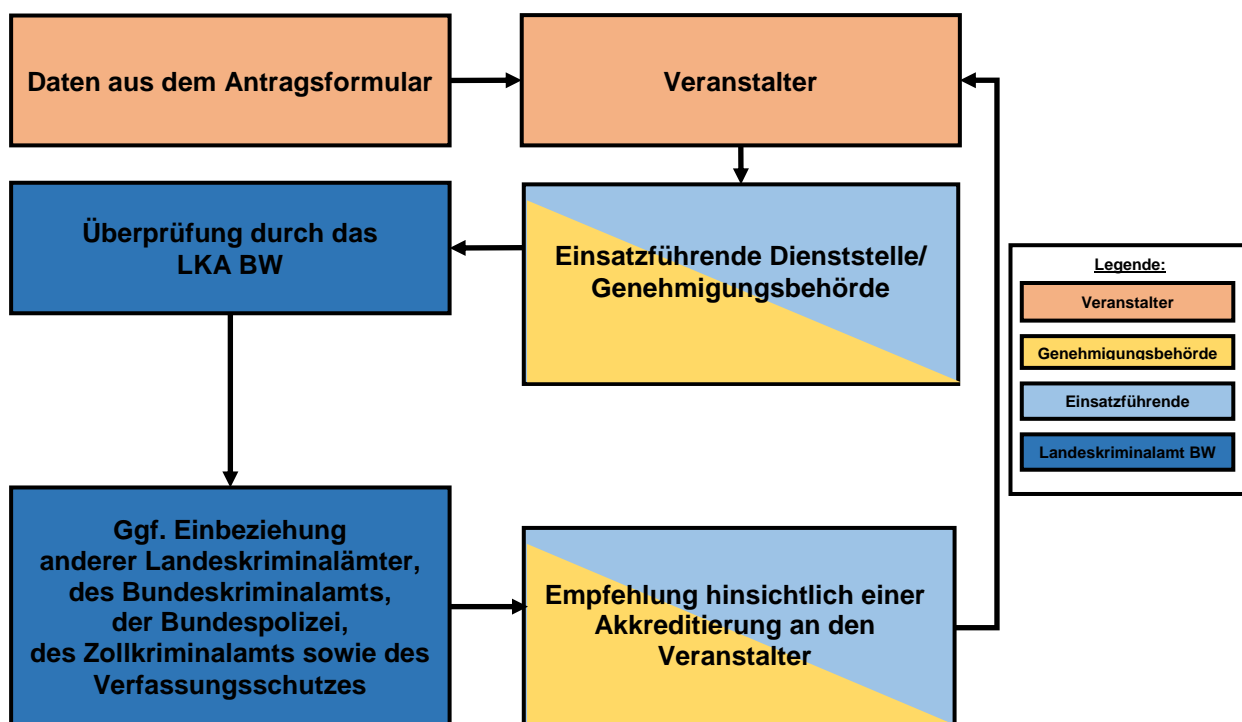 Daten aus dem Antragsformular
Veranstalter
Überprüfung durch das
LKA BW
Einsatzführende Dienststelle/
Genehmigungsbehörde
Ggf. Einbeziehung
anderer Landeskriminalämter,
des Bundeskriminalamts,
der Bundespolizei,
des Zollkriminalamts sowie des
Verfassungsschutzes
Empfehlung hinsichtlich einer
Akkreditierung an den
Veranstalter
Legende:
Veranstalter
Genehmigungsbehörde
Einsatzführende
Landeskriminalamt BW